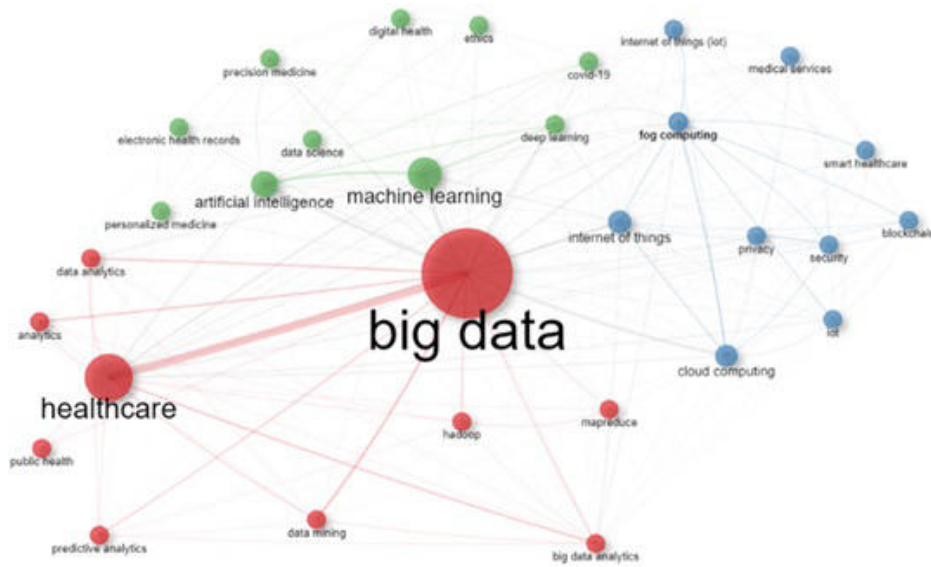 digital health
ethics
internet of things (iot)
precision medicine
covid-19
medical services
electronic health records
data science
deep learning
fog computing
smart healthcare
artificial intelligence
machine learning
personalized medicine
internet of things
privacy
security
blockchain
data analytics
analytics
big data
iot
cloud computing
healthcare
hadoop
mapreduce
public health
predictive analytics
data mining
big data analytics